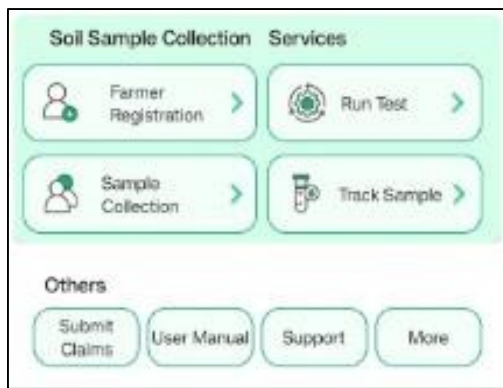 Soil Sample Collection Services
Farmer
Registration
Run Test
Sample
Collection
Track Sample
Others
Submit
Claims
User Manual
Support
More